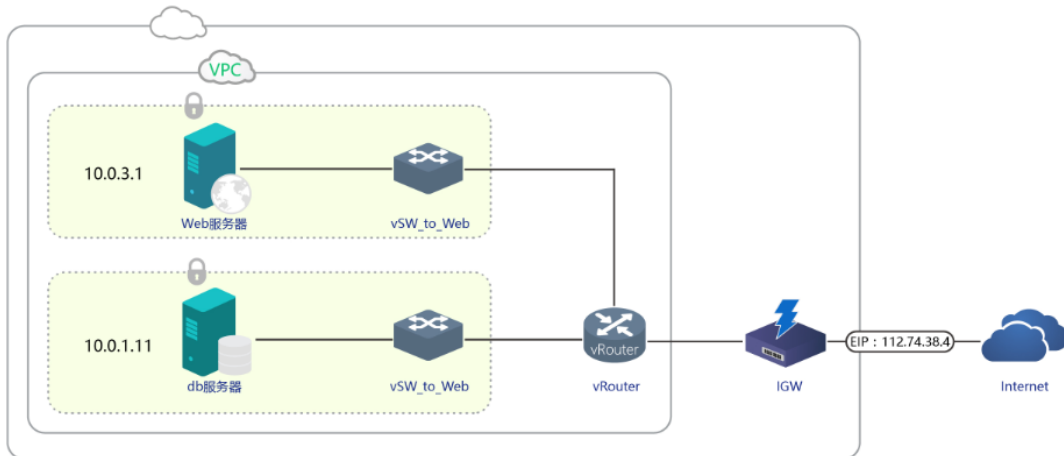 VPC
10.0.3.1
Web服务器
vSW_to_Web
10.0.1.11
db服务器
vSW_to_Web
vRouter
vRouter
IGW
EIP：112.74.38.4
Internet